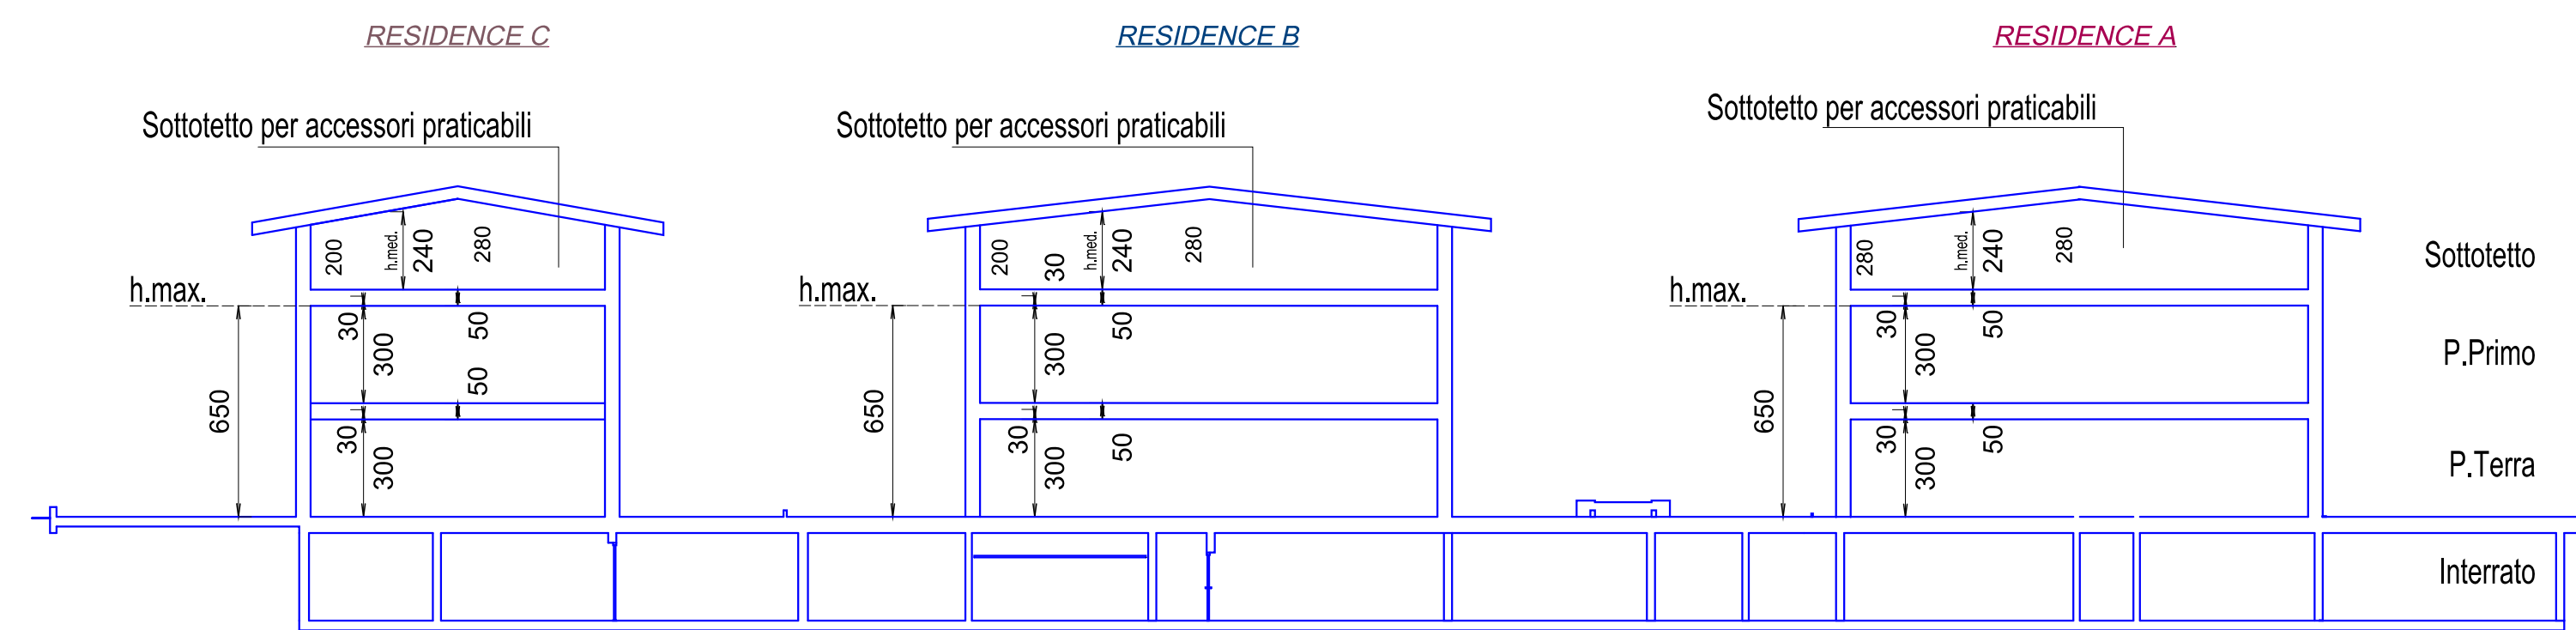 RESIDENCE C
RESIDENCE B
RESIDENCE A
Sottotetto per accessori praticabili
Sottotetto per accessori praticabili
Sottotetto per accessori praticabili
200
h.med.
240
280
200
30
h.med.
240
280
280
h.med.
240
280
Sottotetto
h.max.
h.max.
h.max.
30
50
50
30
50
300
300
300
P.Primo
50
650
650
650
30
300
30
300
50
30
300
50
P.Terra
Interrato